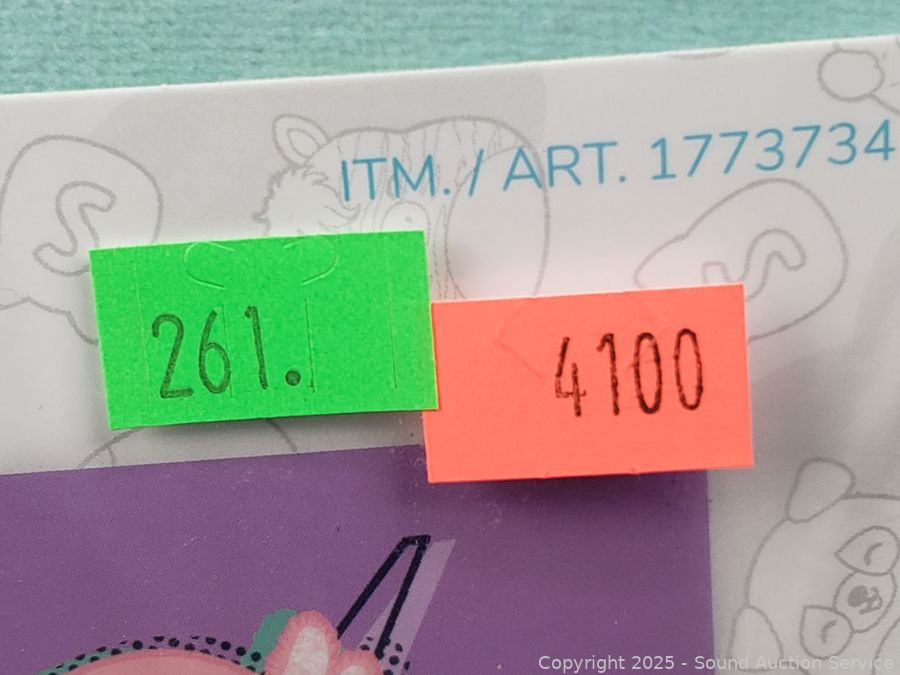 ITM. / ART. 1773734
261.
4100
Copyright 2025 - Sound Auction Service